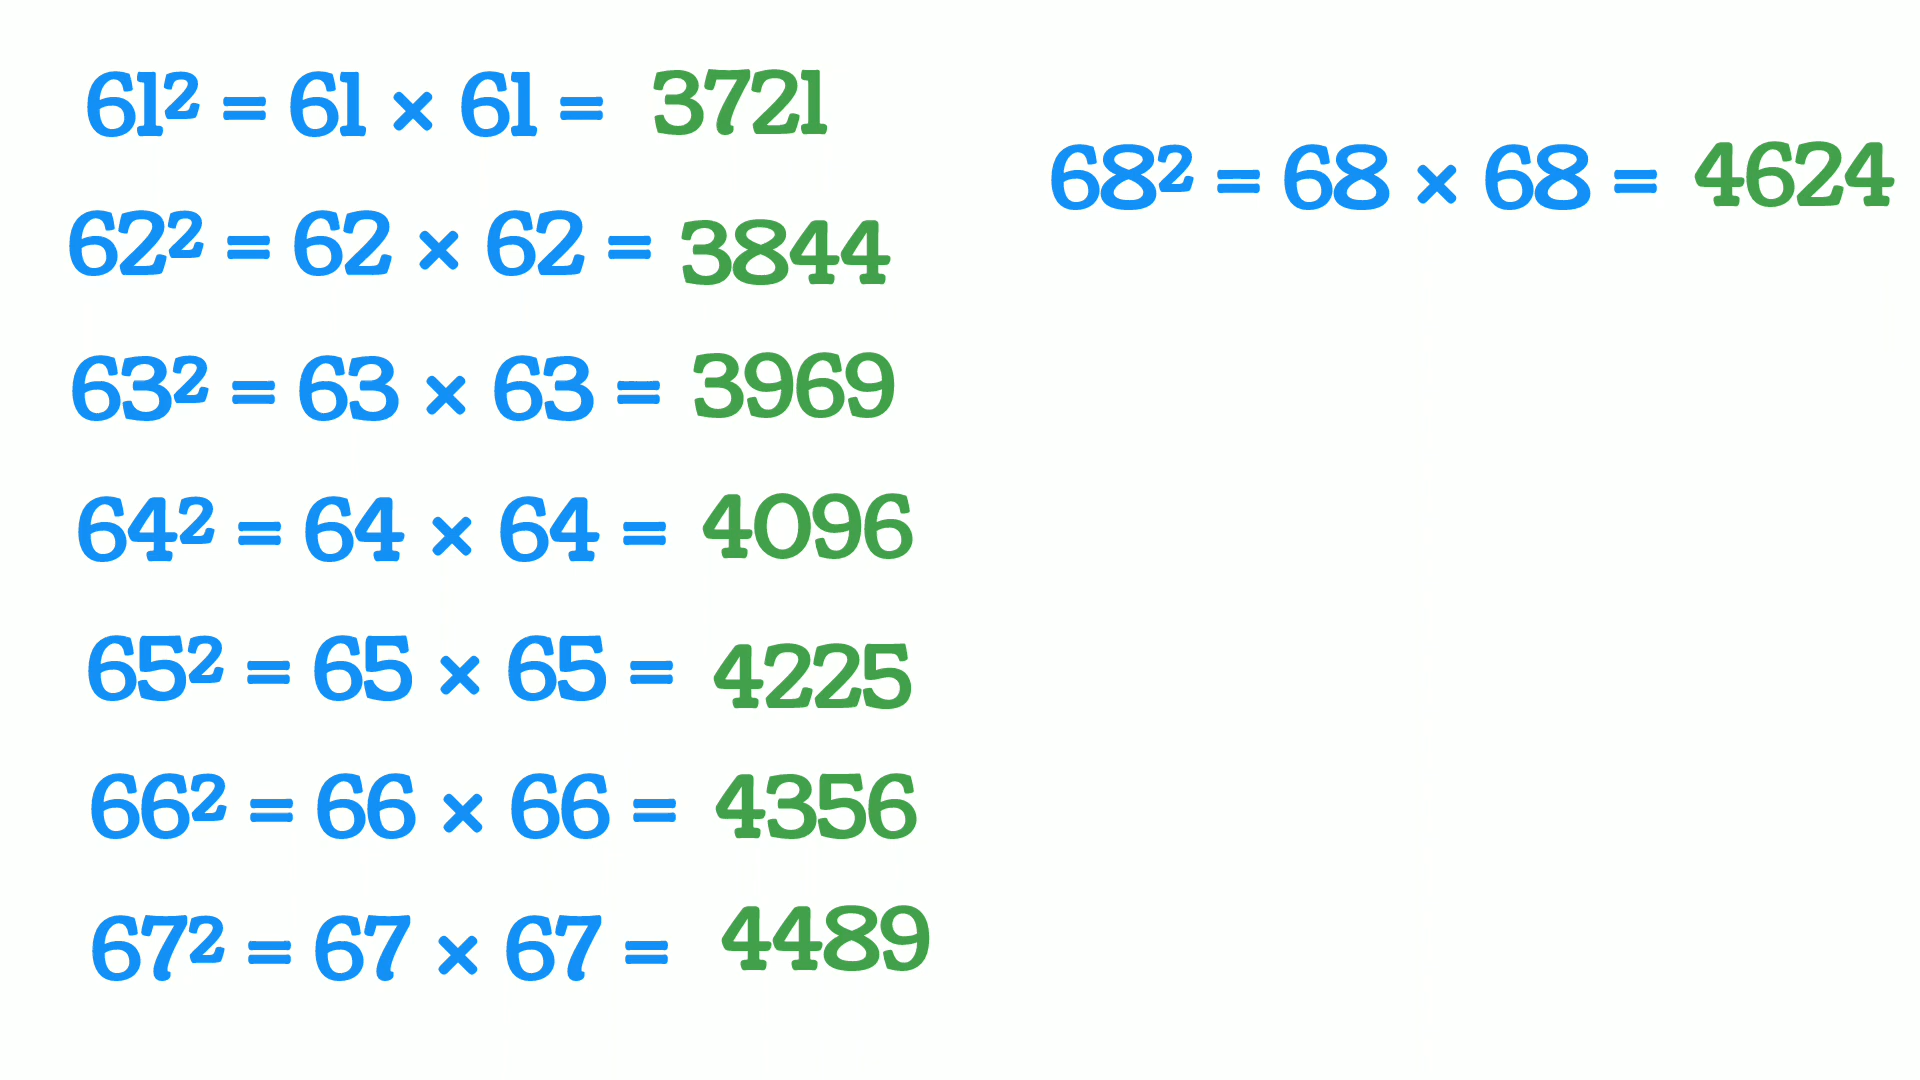 61² = 61 × 61 = 3721
62² = 62 × 62 = 3844
63² = 63 × 63 = 3969
64² = 64 × 64 = 4096
65² = 65 × 65 = 4225
66² = 66 × 66 = 4356
67² = 67 × 67 = 4489
68² = 68 × 68 = 4624